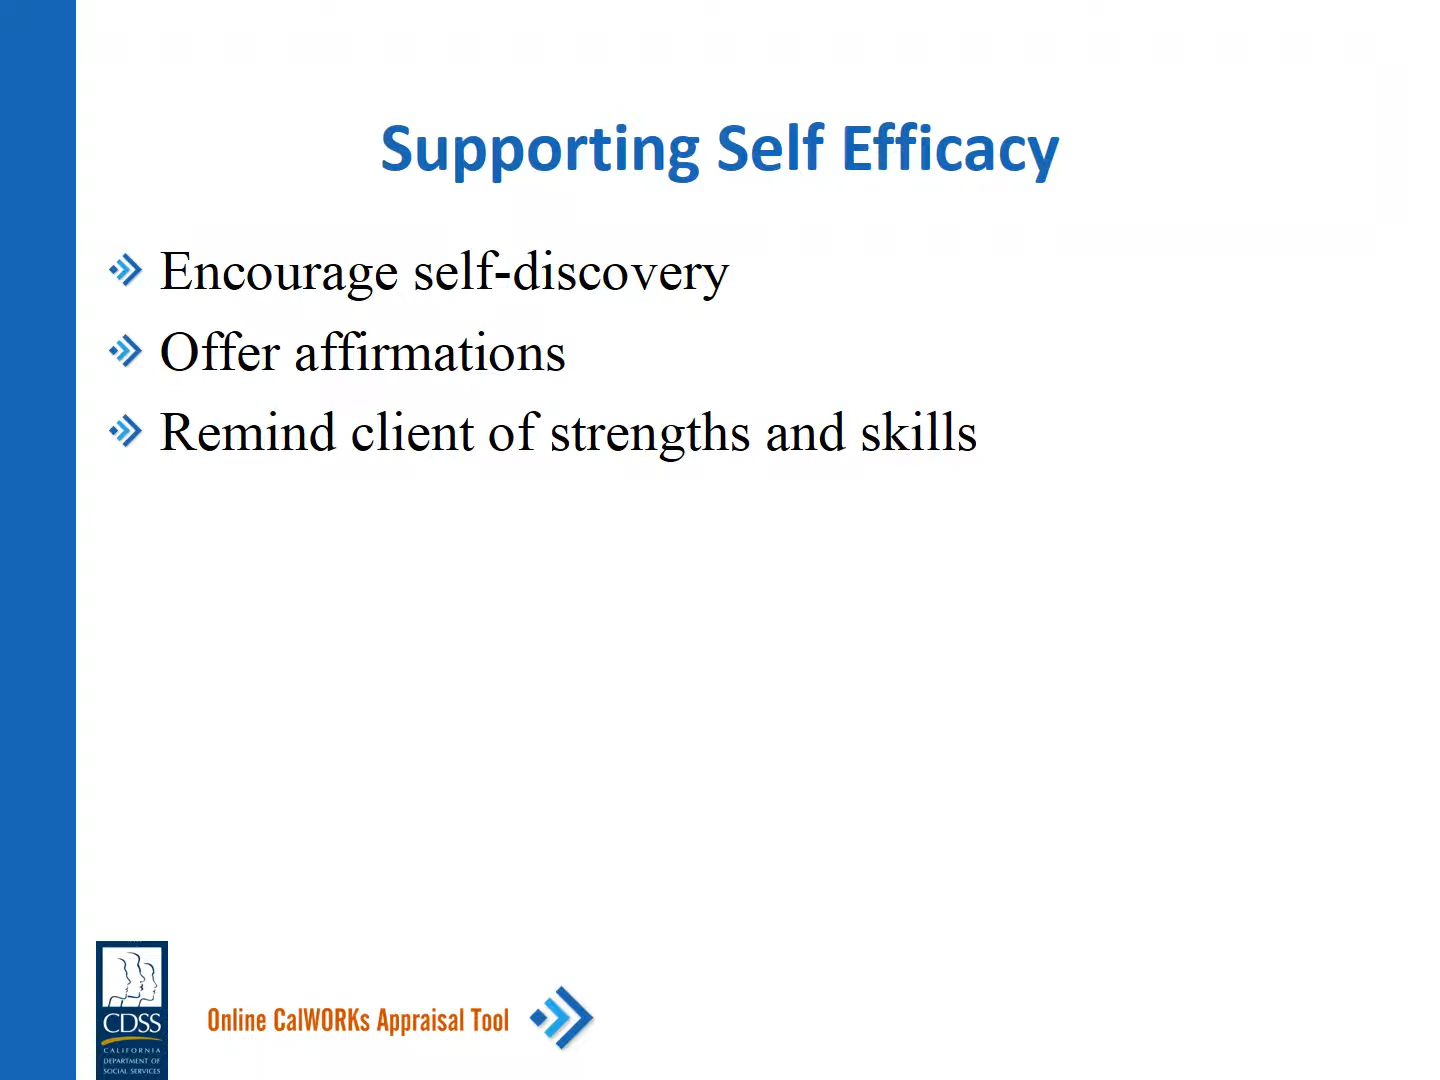 Supporting Self Efficacy
Encourage self-discovery
Offer affirmations
Remind client of strengths and skills
CDSS
CALIFORNIA
DEPARTMENT OF
SOCIAL SERVICES
Online CalWORKs Appraisal Tool